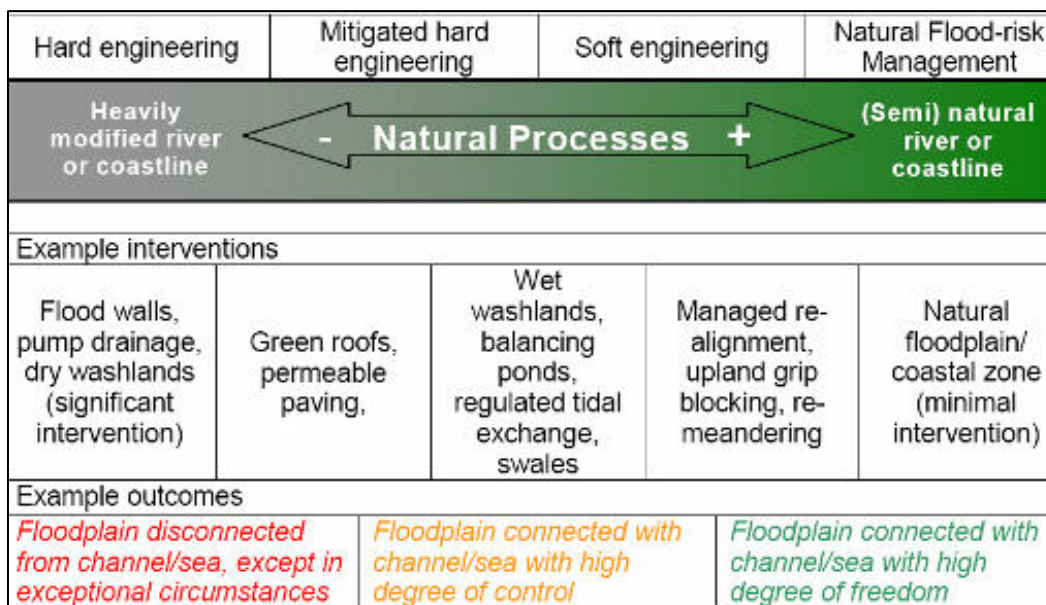 Hard engineering
Mitigated hard
engineering
Soft engineering
Natural Flood-risk
Management
Heavily
modified river
or coastline
- Natural Processes +
(Semi) natural
river or
coastline
Example interventions
Flood walls,
pump drainage,
dry washlands
(significant
intervention)
Green roofs,
permeable
paving,
Wet
washlands,
balancing
ponds,
regulated tidal
exchange,
swales
Managed re-
alignment,
upland grip
blocking, re-
meandering
Natural
floodplain/
coastal zone
(minimal
intervention)
Example outcomes
Floodplain disconnected
from channel/sea, except in
exceptional circumstances
Floodplain connected with
channel/sea with high
degree of control
Floodplain connected with
channel/sea with high
degree of freedom